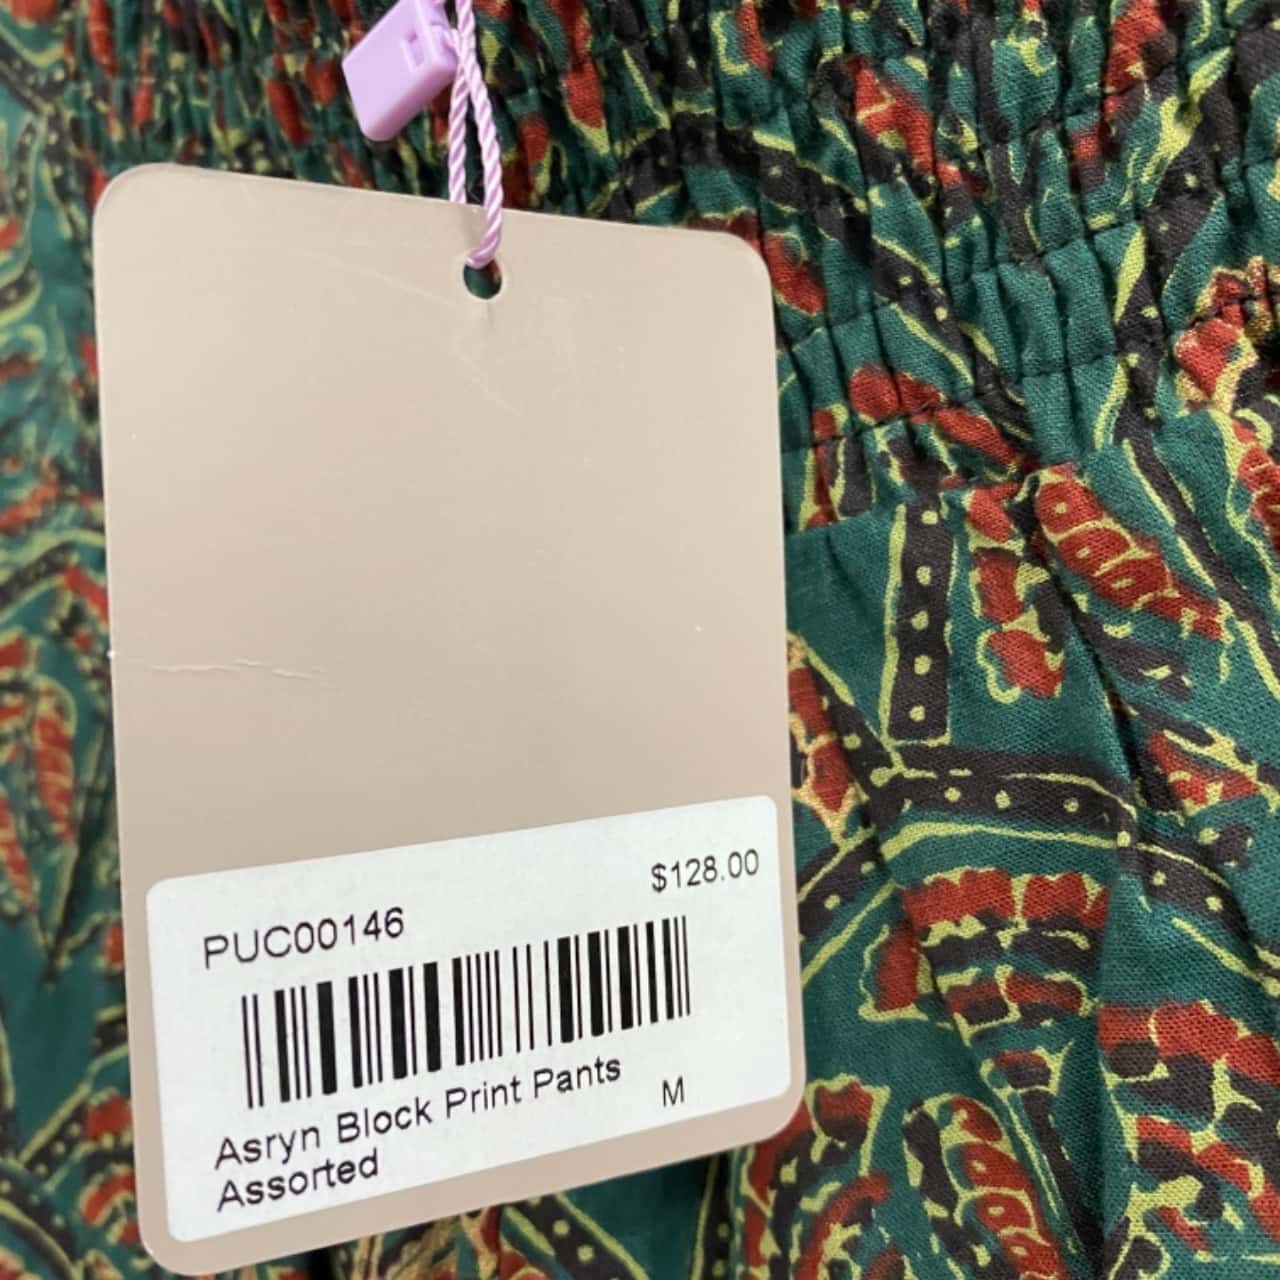 $128.00
PUC00146
Asryn Block Print Pants
M
Assorted